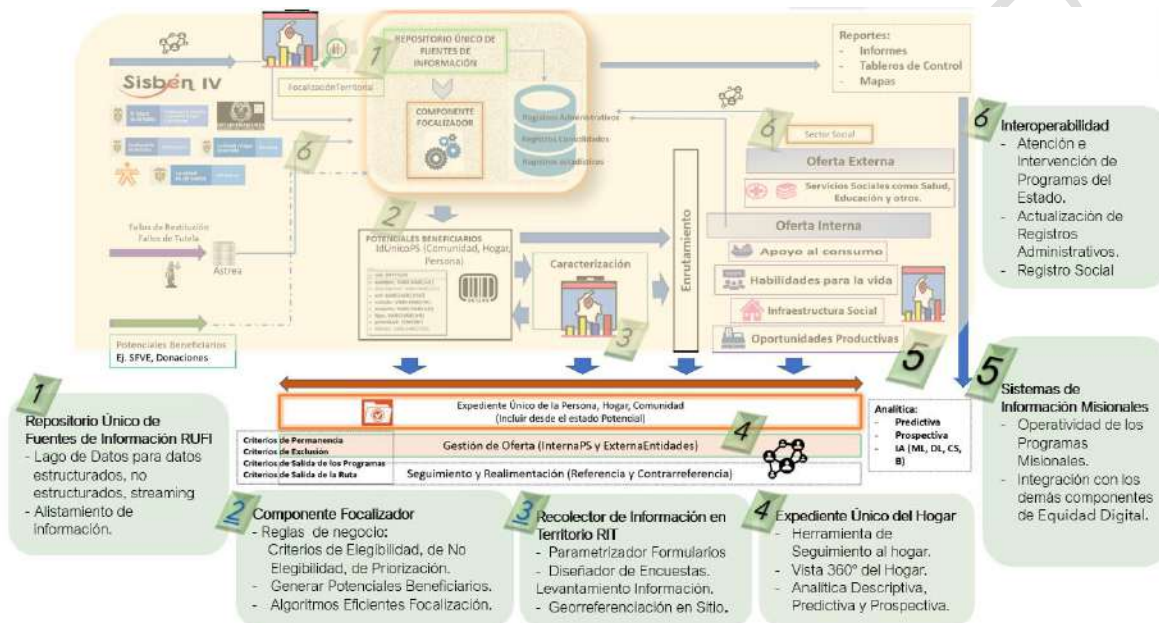 1
REPOSITORIO ÚNICO DE
FUENTES DE
INFORMACIÓN
Reportes:
- Informes
- Tableros de Control
- Mapas
Sisbén IV
FocalizaciónTerritorial
COMPONENTE
FOCALIZADOR
Registros Administrativos
Registros Consolidados
Registros Estadísticos
6
6
Sector Social
Oferta Externa
Servicios Sociales como Salud,
Educación y otros.
Oferta Interna
Apoyo al consumo
Habilidades para la vida
Infraestructura Social
Oportunidades Productivas
5
Enrutamiento
2
POTENCIALES BENEFICIARIOS
IdUnicoPS (Comunidad, Hogar,
Persona)
Caracterización
3
Fallos de Restitución
Fallos de Tutela
Astrea
Potenciales Beneficiarios
Ej. SFVE, Donaciones
Expediente Único de la Persona, Hogar, Comunidad
(Incluir desde el estado Potencial)
4
Criterios de Permanencia
Criterios de Exclusión
Criterios de Salida de los Programas
Criterios de Salida de la Ruta
Gestión de Oferta (InternaPS y ExternaEntidades)
Seguimiento y Realimentación (Referencia y Contrarreferencia)
Analítica:
- Predictiva
- Prospectiva
- IA (ML, DL, CS,
B)
6 Interoperabilidad
- Atención e
Intervención de
Programas del
Estado.
- Actualización de
Registros
Administrativos.
- Registro Social
5
Sistemas de
Información Misionales
- Operatividad de los
Programas
Misionales.
- Integración con los
demás componentes
de Equidad Digital.
1
Repositorio Único de
Fuentes de Información RUFI
- Lago de Datos para datos
estructurados, no
estructurados, streaming
- Alistamiento de
información.
2 Componente Focalizador
- Reglas de negocio:
Criterios de Elegibilidad, de No
Elegibilidad, de Priorización.
- Generar Potenciales Beneficiarios.
- Algoritmos Eficientes Focalización.
3 Recolector de Información en
Territorio RIT
- Parametrizador Formularios
- Diseñador de Encuestas.
Levantamiento Información.
- Georreferenciación en Sitio.
4 Expediente Único del Hogar
- Herramienta de
Seguimiento al hogar.
- Vista 360° del Hogar.
- Analítica Descriptiva,
Predictiva y Prospectiva.